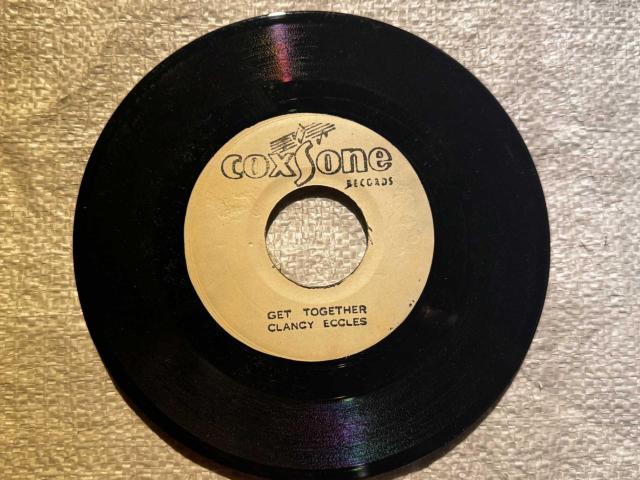 coxsone
RECORDS
GET TOGETHER
CLANCY ECCLES